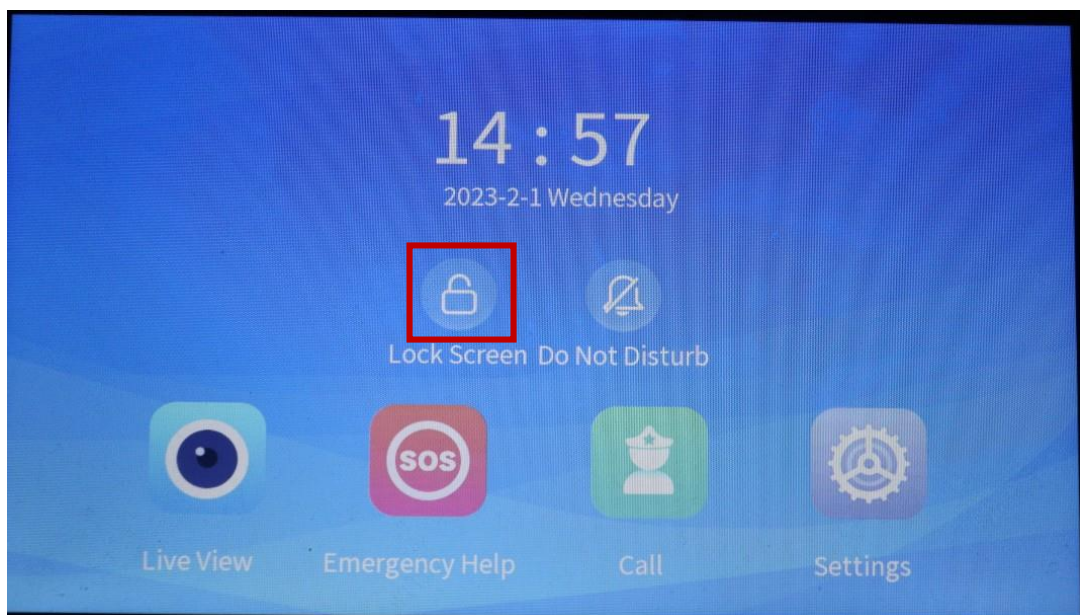 14 : 57
2023-2-1 Wednesday
Lock Screen Do Not Disturb
SOS
Live View Emergency Help Call Settings